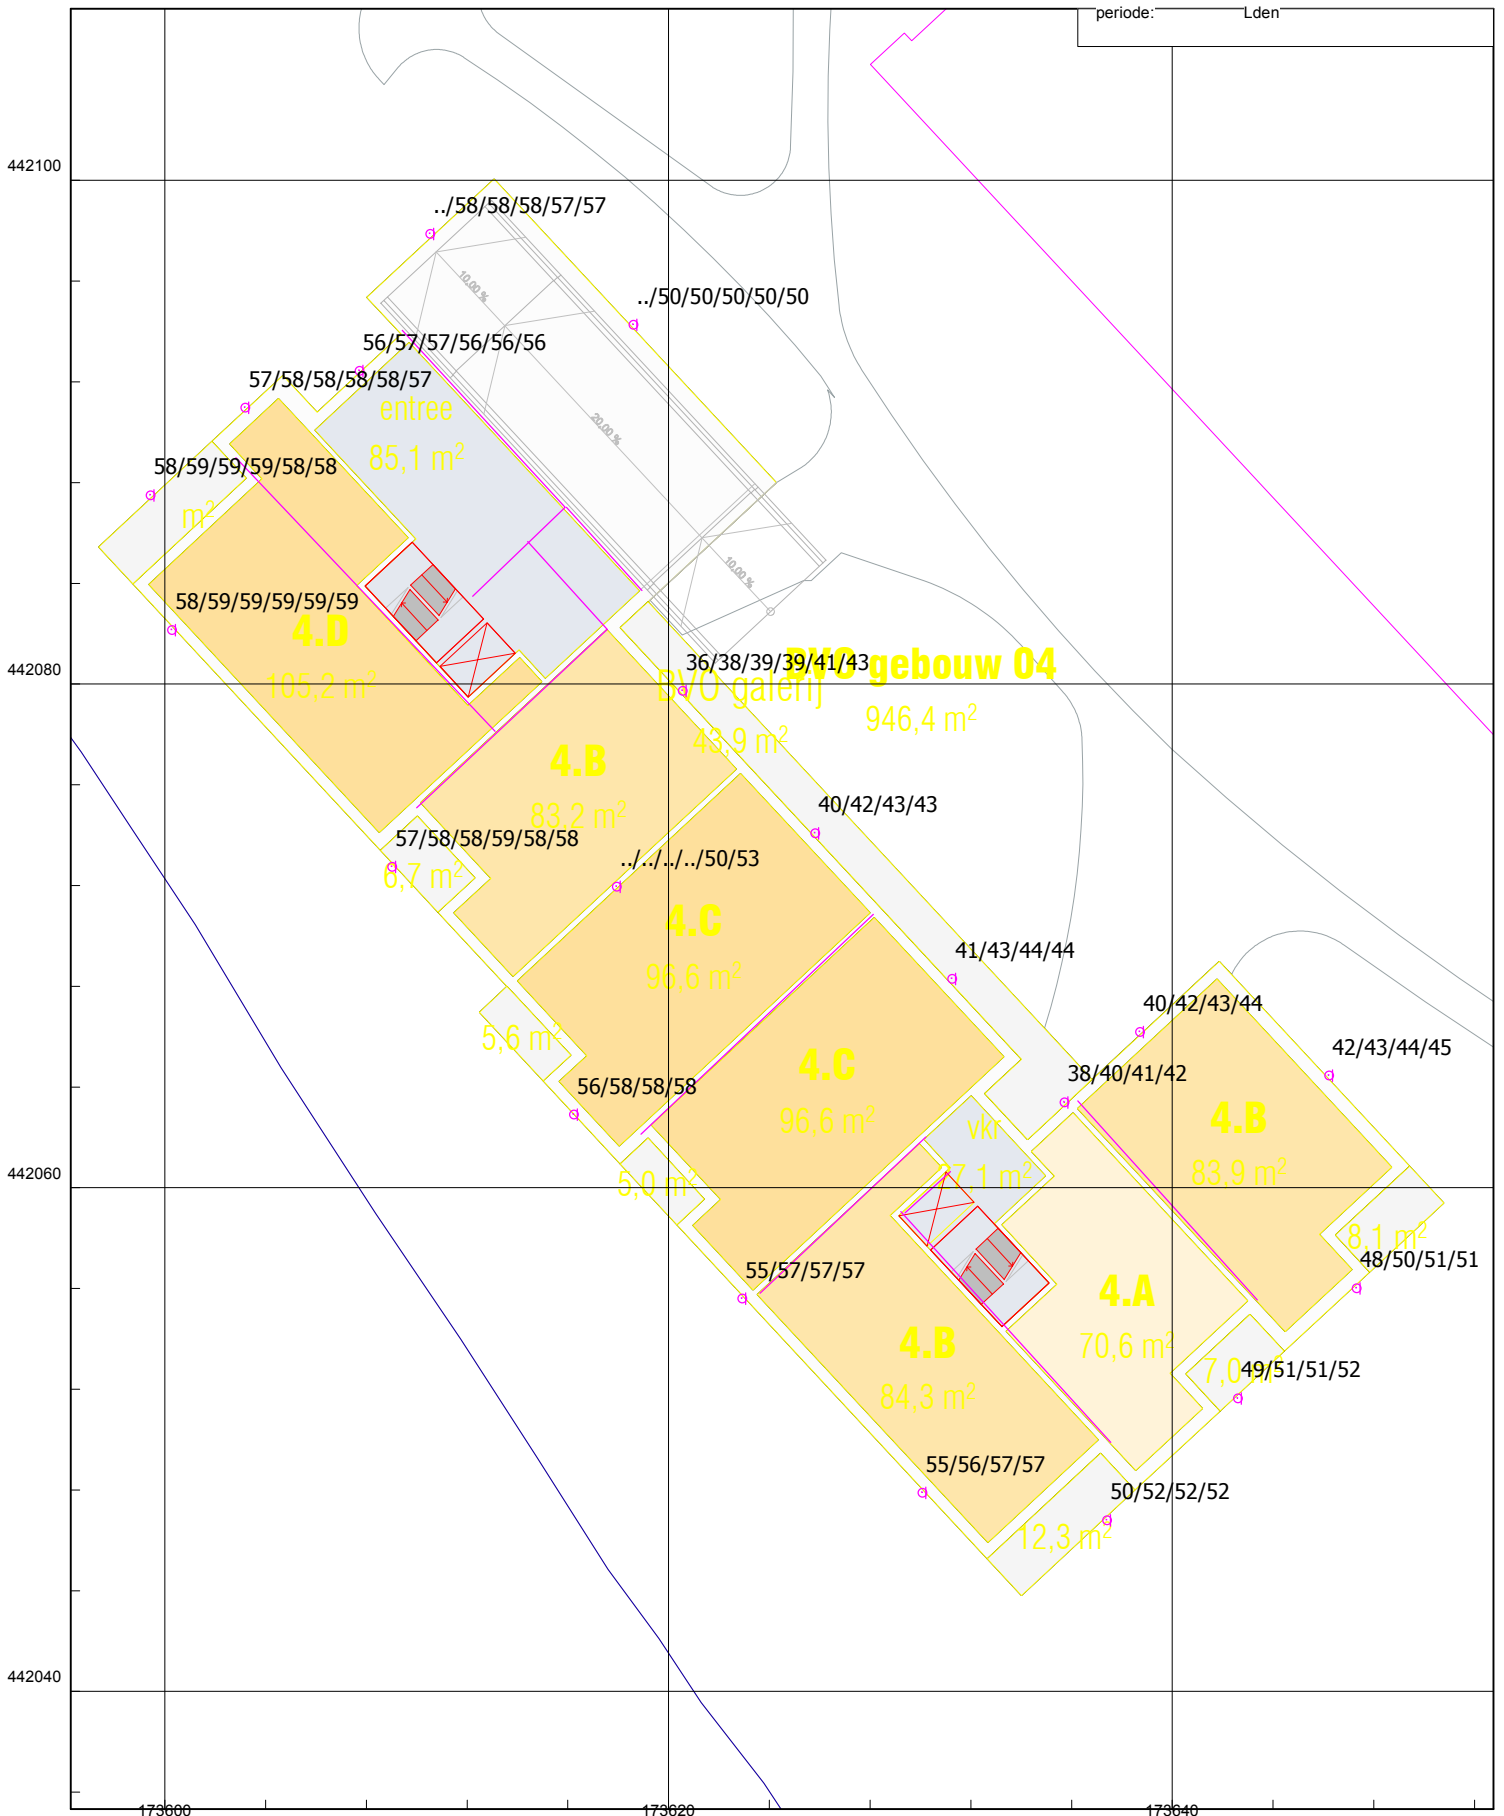 periode: Lden
442100
../58/58/58/57/57
10,00 %
../50/50/50/50/50
56/57/57/56/56/56
57/58/58/58/58/57
entree
20,00 %
85,1 m²
58/59/59/59/58/58
m²
10,00 %
58/59/59/59/59/59
4.D
442080
36/38/39/39/41/43
BVO gebouw 04
105,2 m²
BVO galerij
946,4 m²
43,9 m²
4.B
83,2 m²
40/42/43/43
57/58/58/59/58/58
../../../../50/53
6,7 m²
4.C
96,6 m²
41/43/44/44
40/42/43/44
5,6 m²
42/43/44/45
4.C
38/40/41/42
56/58/58/58
96,6 m²
vkr
4.B
442060
5,0 m²
27,1 m²
83,9 m²
8,1 m²
55/57/57/57
48/50/51/51
4.A
4.B
70,6 m²
7,0 m²
49/51/51/52
84,3 m²
55/56/57/57
50/52/52/52
12,3 m²
442040
173600 173620 173640